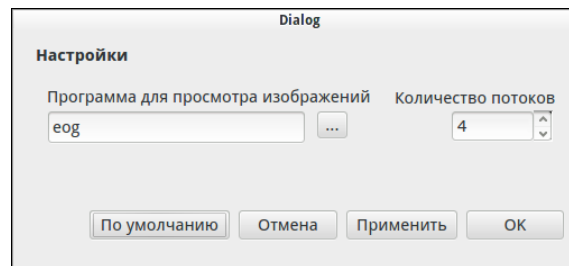 Dialog
Настройки
Программа для просмотра изображений Количество потоков
eog ... 4
По умолчанию Отмена Применить OK